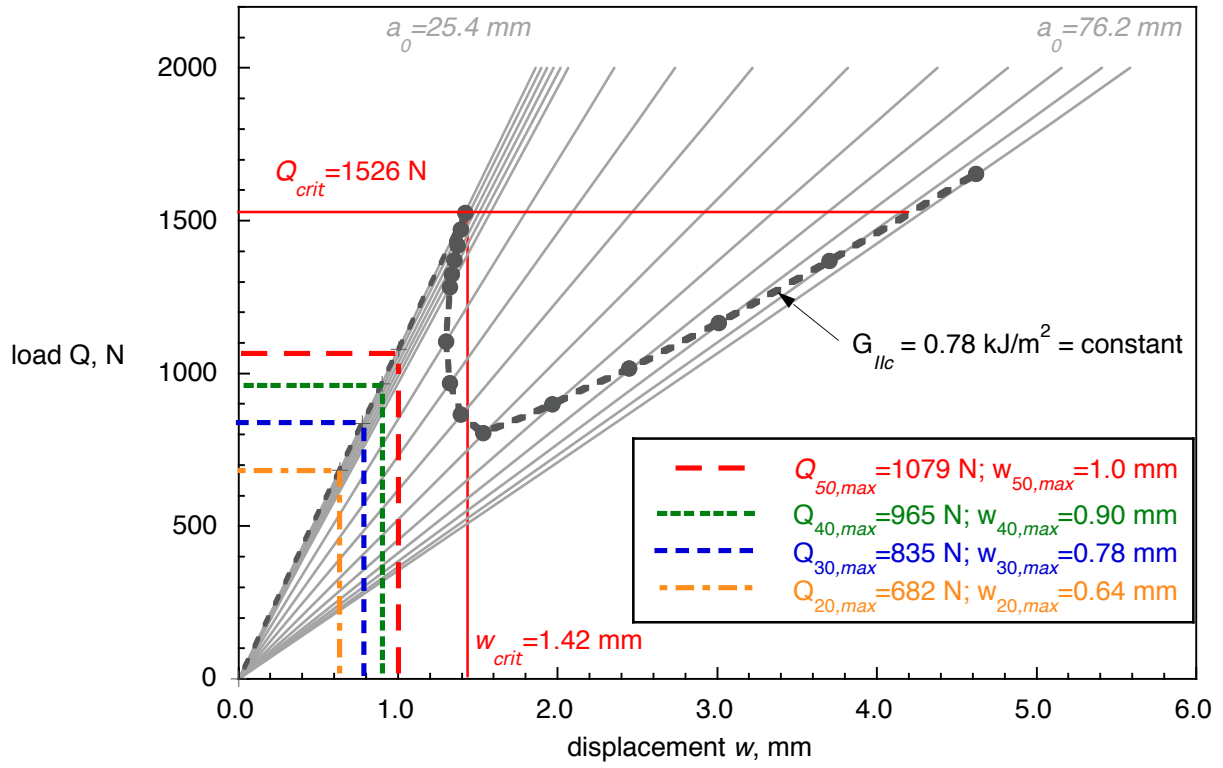 a0=25.4 mm
a0=76.2 mm
2000
Qcrit=1526 N
1500
load Q, N
GIIc = 0.78 kJ/m2 = constant
1000
Q50,max=1079 N; w50,max=1.0 mm
Q40,max=965 N; w40,max=0.90 mm
Q30,max=835 N; w30,max=0.78 mm
Q20,max=682 N; w20,max=0.64 mm
500
wcrit=1.42 mm
0
0.0 1.0 2.0 3.0 4.0 5.0 6.0
displacement w, mm